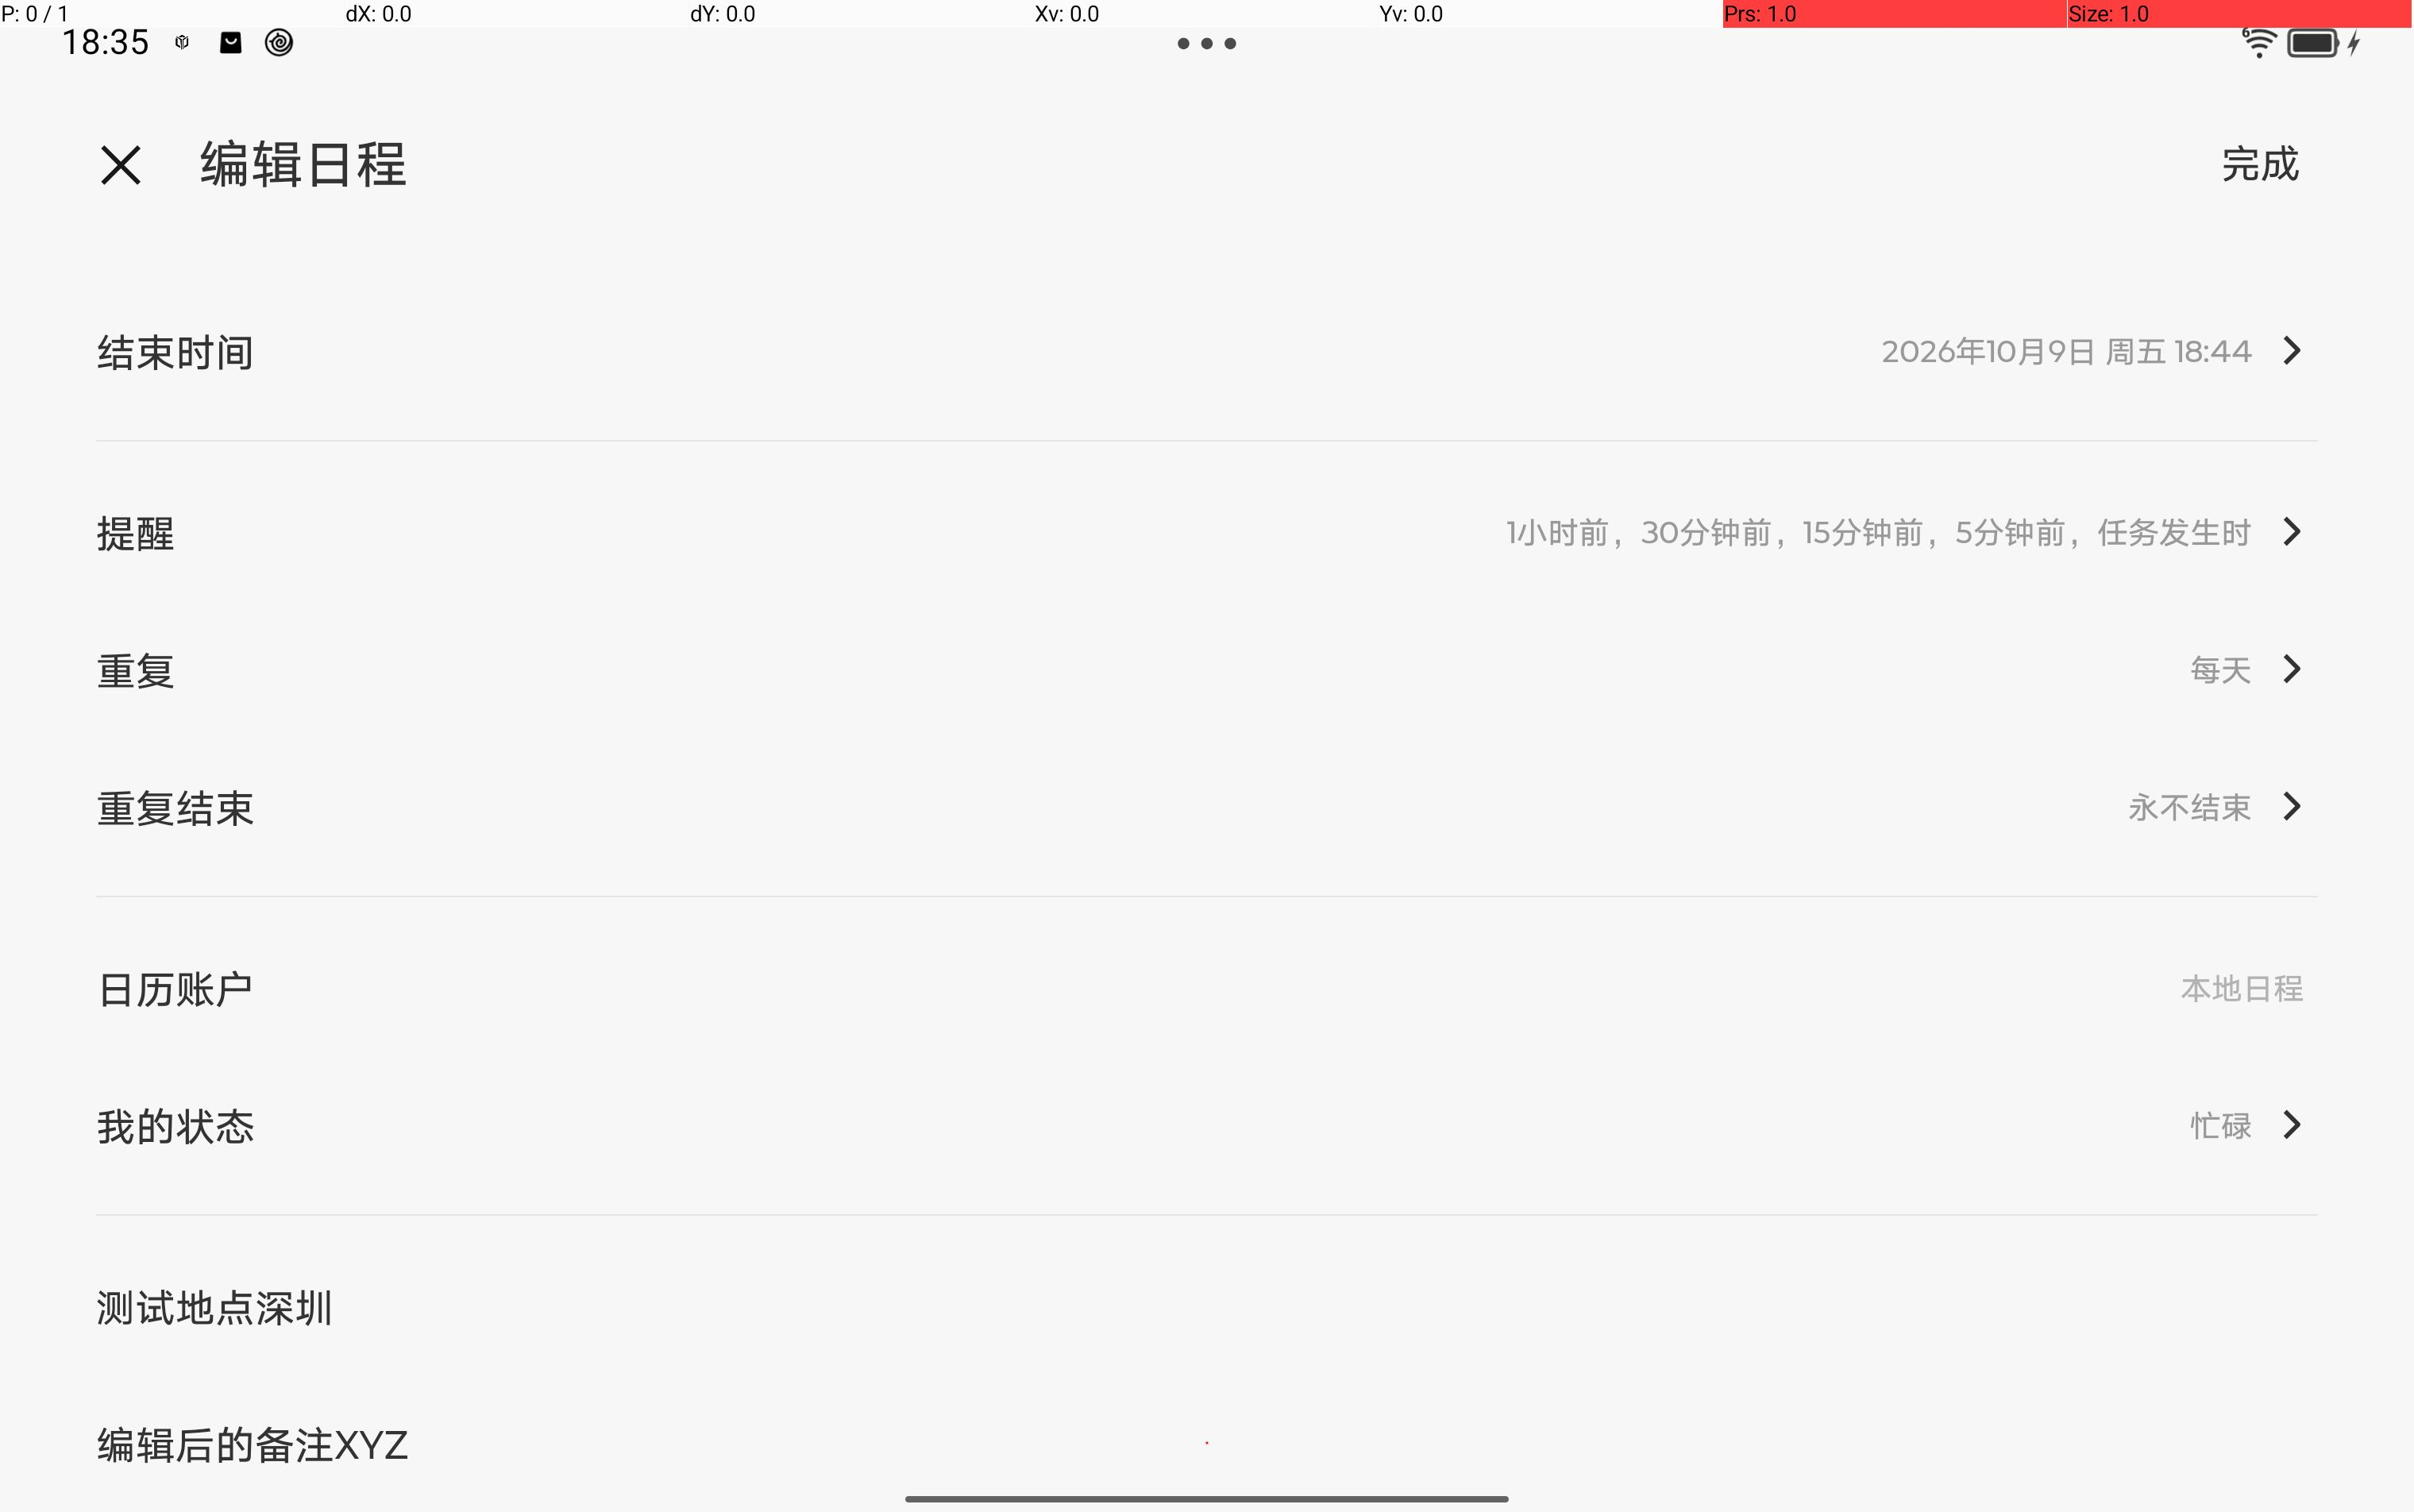 P: 0 / 1 dX: 0.0 dY: 0.0 Xv: 0.0 Yv: 0.0 Prs: 1.0 Size: 1.0
18:35 6
编辑日程 完成
结束时间 2026年10月9日 周五 18:44
提醒 1小时前，30分钟前，15分钟前，5分钟前，任务发生时
重复 每天
重复结束 永不结束
日历账户 本地日程
我的状态 忙碌
测试地点深圳
编辑后的备注XYZ